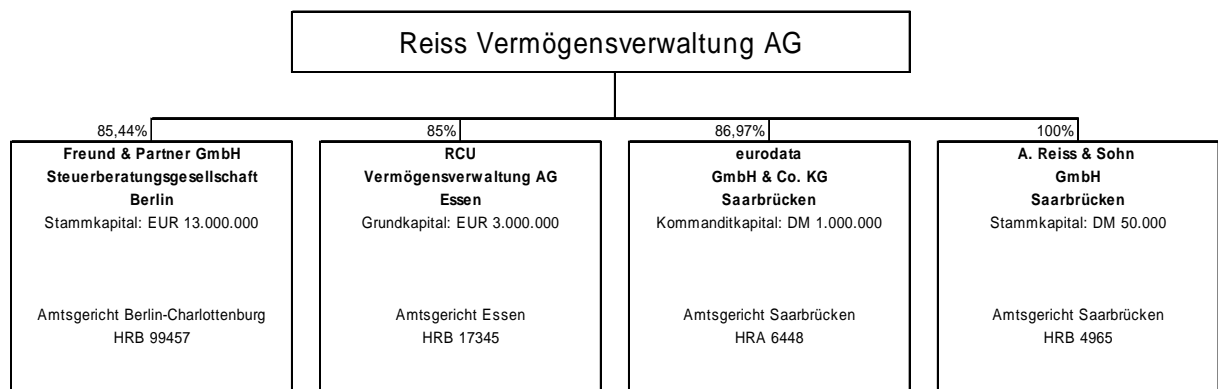 Reiss Vermögensverwaltung AG
85,44%
Freund & Partner GmbH
Steuerberatungsgesellschaft
Berlin
Stammkapital: EUR 13.000.000
Amtsgericht Berlin-Charlottenburg
HRB 99457
85%
RCU
Vermögensverwaltung AG
Essen
Grundkapital: EUR 3.000.000
Amtsgericht Essen
HRB 17345
86,97%
eurodata
GmbH & Co. KG
Saarbrücken
Kommanditkapital: DM 1.000.000
Amtsgericht Saarbrücken
HRA 6448
100%
A. Reiss & Sohn
GmbH
Saarbrücken
Stammkapital: DM 50.000
Amtsgericht Saarbrücken
HRB 4965